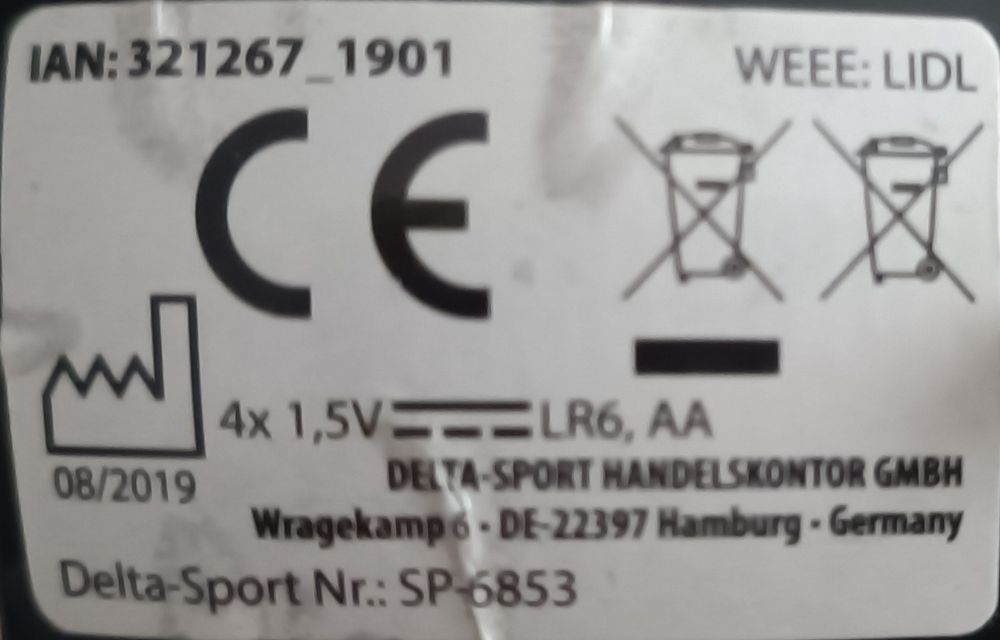 IAN: 321267_1901
WEEE: LIDL
CE
4x 1,5V LR6, AA
08/2019
DELTA-SPORT HANDELSKONTOR GMBH
Wragekamp 6 · DE-22397 Hamburg · Germany
Delta-Sport Nr.: SP-6853